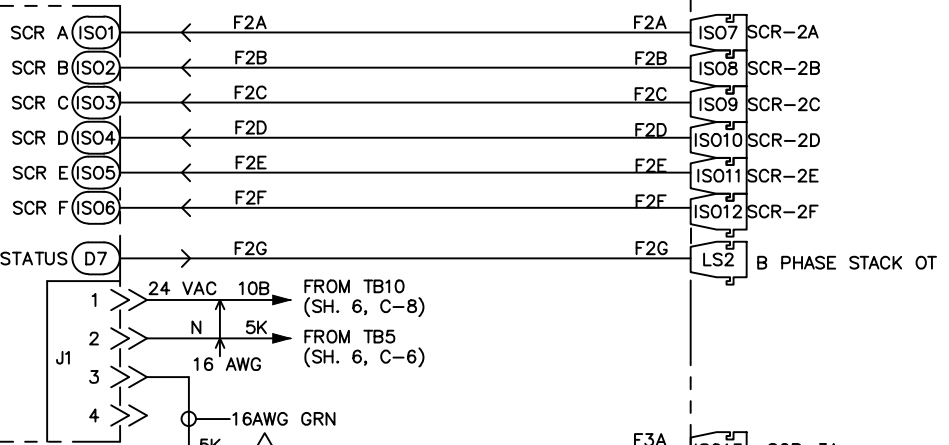 SCR A ISO1 F2A F2A ISO7 SCR-2A
SCR B ISO2 F2B F2B ISO8 SCR-2B
SCR C ISO3 F2C F2C ISO9 SCR-2C
SCR D ISO4 F2D F2D ISO10 SCR-2D
SCR E ISO5 F2E F2E ISO11 SCR-2E
SCR F ISO6 F2F F2F ISO12 SCR-2F
STATUS D7 F2G F2G LS2 B PHASE STACK OT
1 24 VAC 10B FROM TB10
(SH. 6, C-8)
2 N 5K FROM TB5
(SH. 6, C-6)
16 AWG
J1
3
4
16AWG GRN
5K
F3A